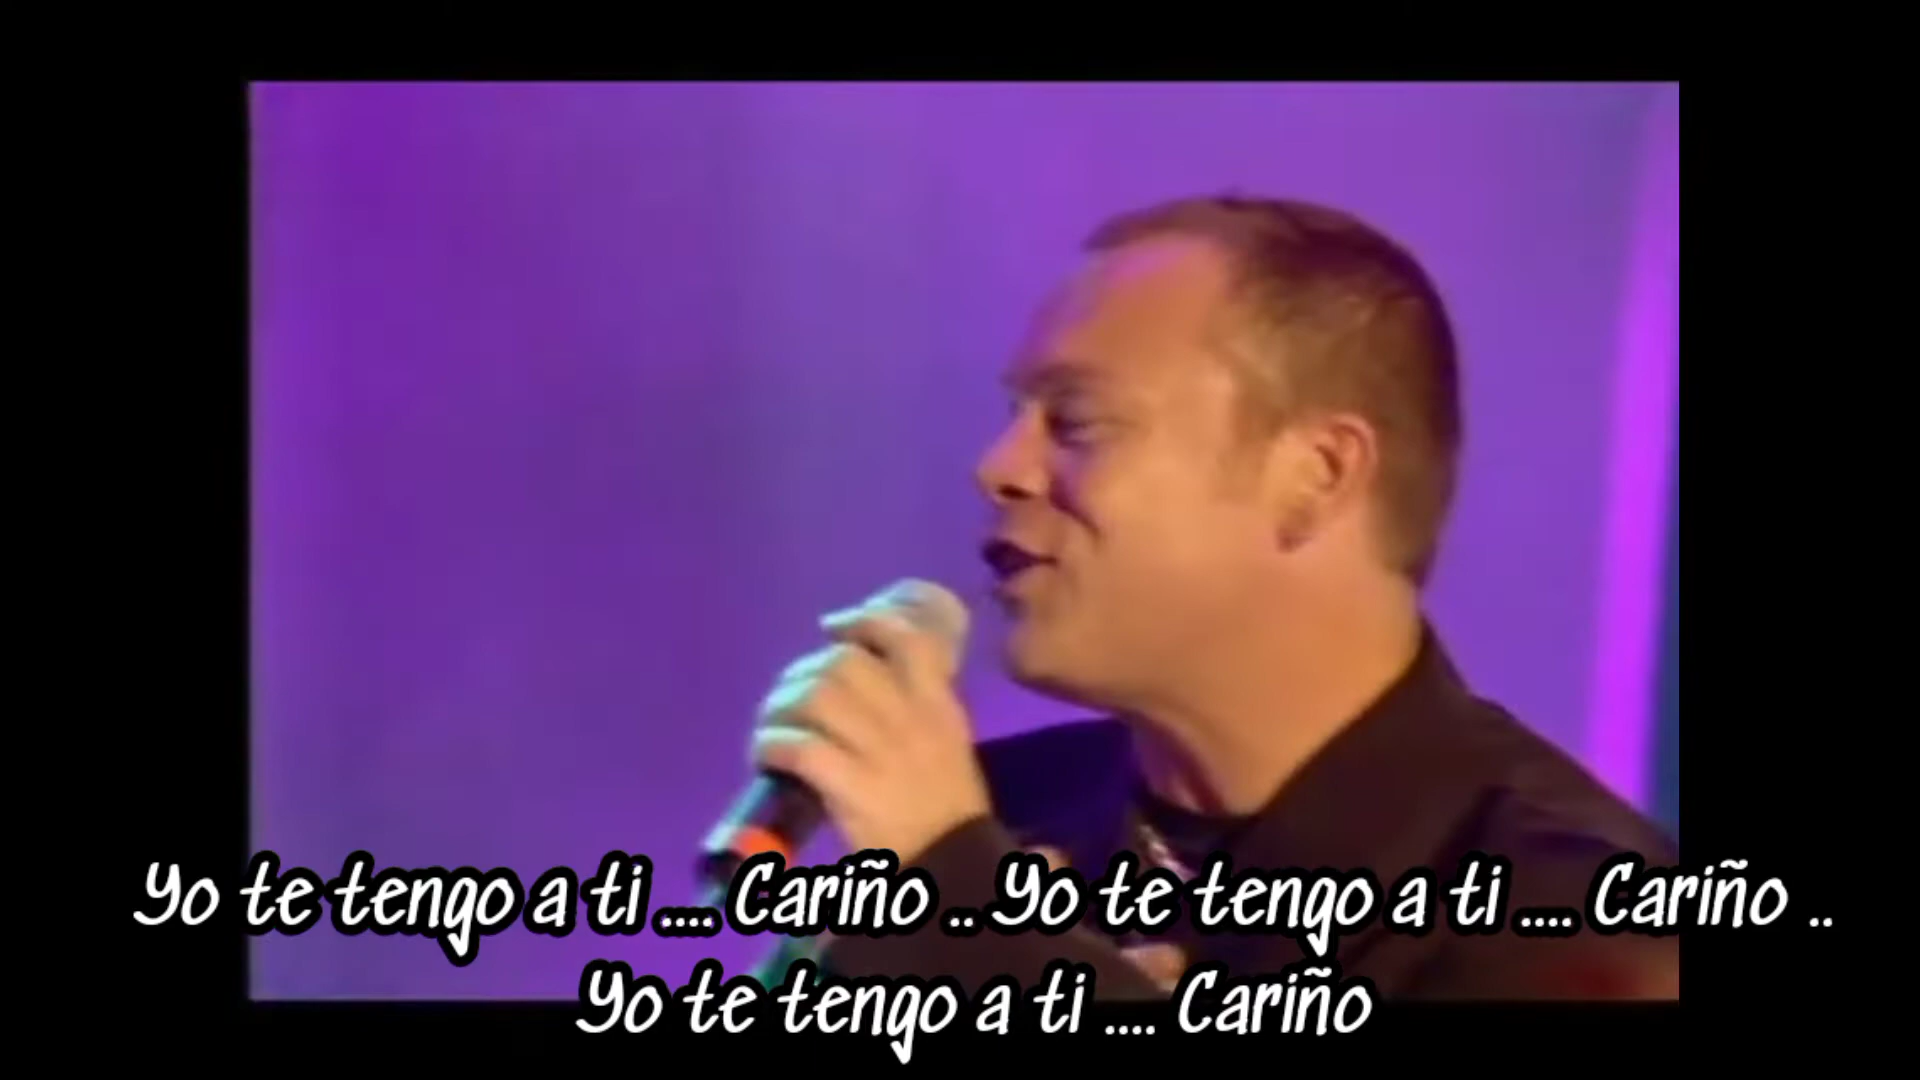 Yo te tengo a ti .... Cariño .. Yo te tengo a ti .... Cariño ..
Yo te tengo a ti .... Cariño